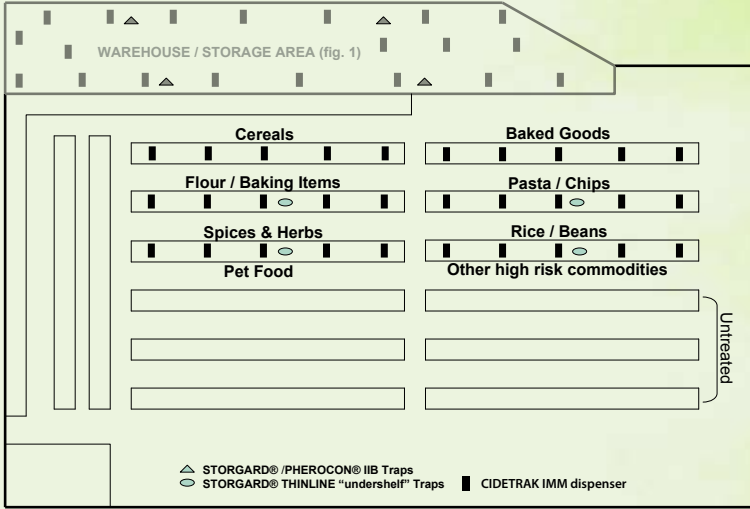 WAREHOUSE / STORAGE AREA (fig. 1)
Cereals
Baked Goods
Flour / Baking Items
Pasta / Chips
Spices & Herbs
Rice / Beans
Pet Food
Other high risk commodities
Untreated
STORGARD® /PHEROCON® IIB Traps
STORGARD® THINLINE “undershelf” Traps
CIDETRAK IMM dispenser